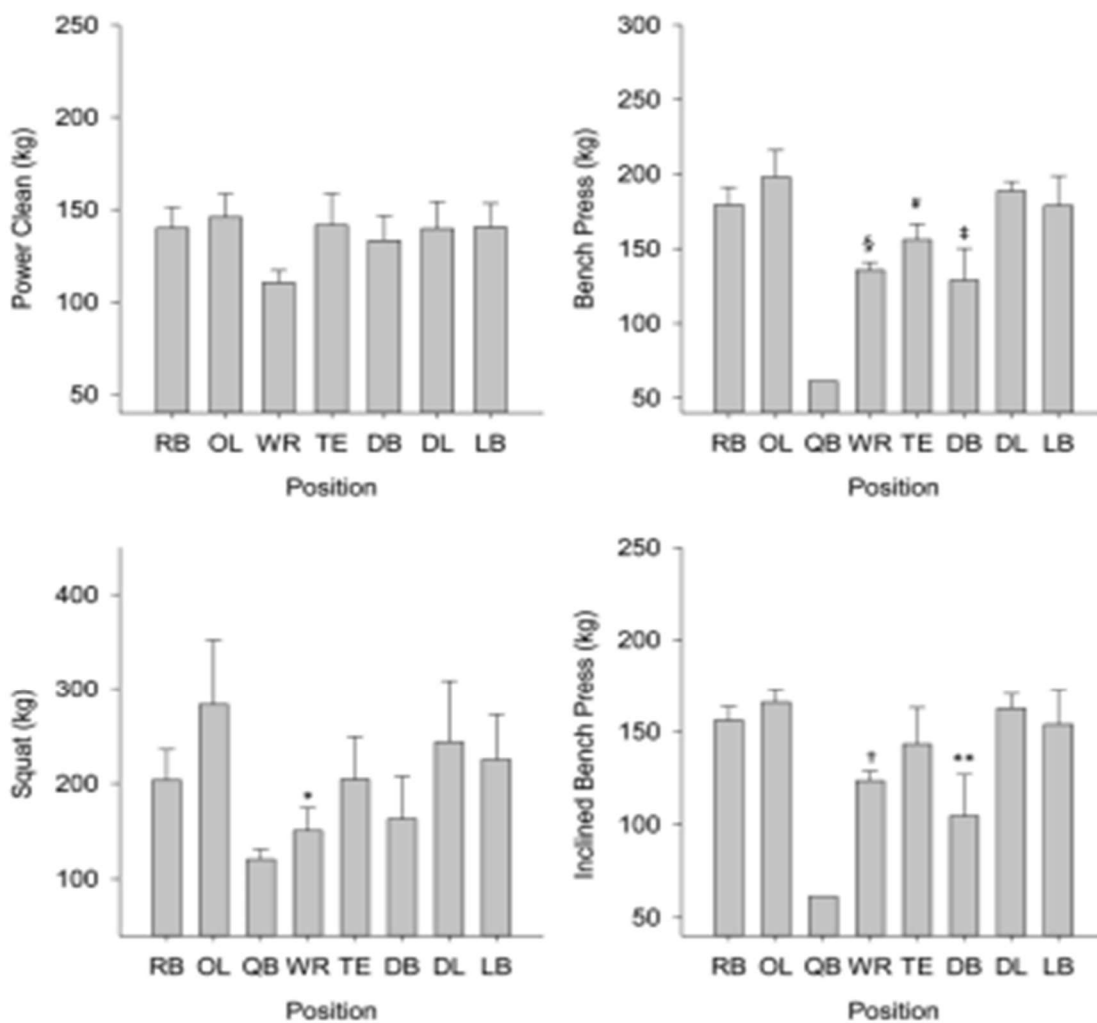 250
200
150
100
50
Power Clean (kg)
RB OL WR TE DB DL LB
Position
300
250
200
150
100
50
Bench Press (kg)
§ ¥ ‡
RB OL QB WR TE DB DL LB
Position
400
300
200
100
Squat (kg)
*
RB OL QB WR TE DB DL LB
Position
250
200
150
100
50
Inclined Bench Press (kg)
† **
RB OL QB WR TE DB DL LB
Position